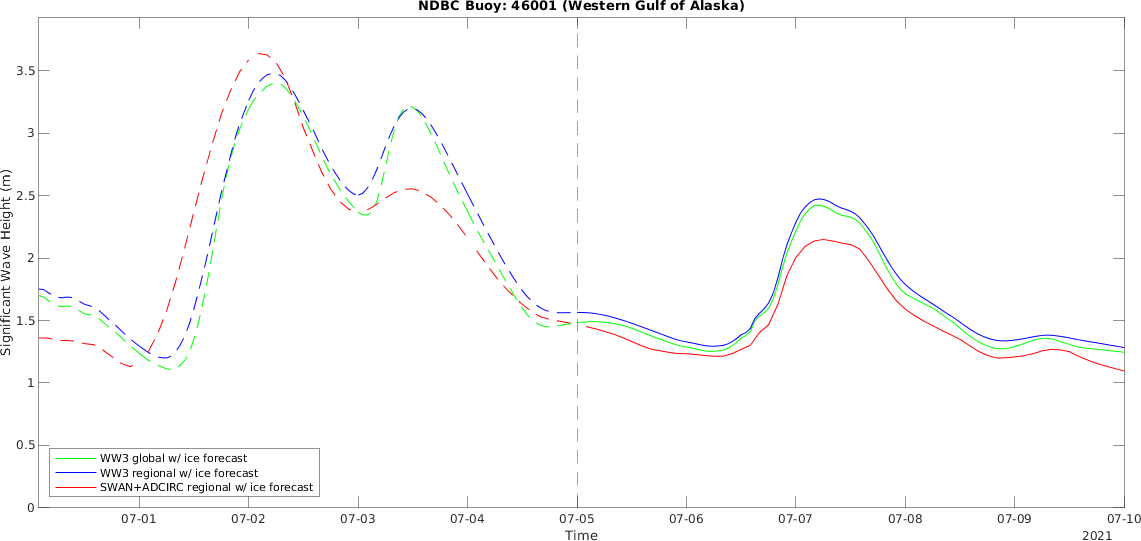 NDBC Buoy: 46001 (Western Gulf of Alaska)
Significant Wave Height (m)
3.5
3
2.5
2
1.5
1
0.5
0
WW3 global w/ ice forecast
WW3 regional w/ ice forecast
SWAN+ADCIRC regional w/ ice forecast
07-01 07-02 07-03 07-04 07-05 07-06 07-07 07-08 07-09 07-10
Time
2021